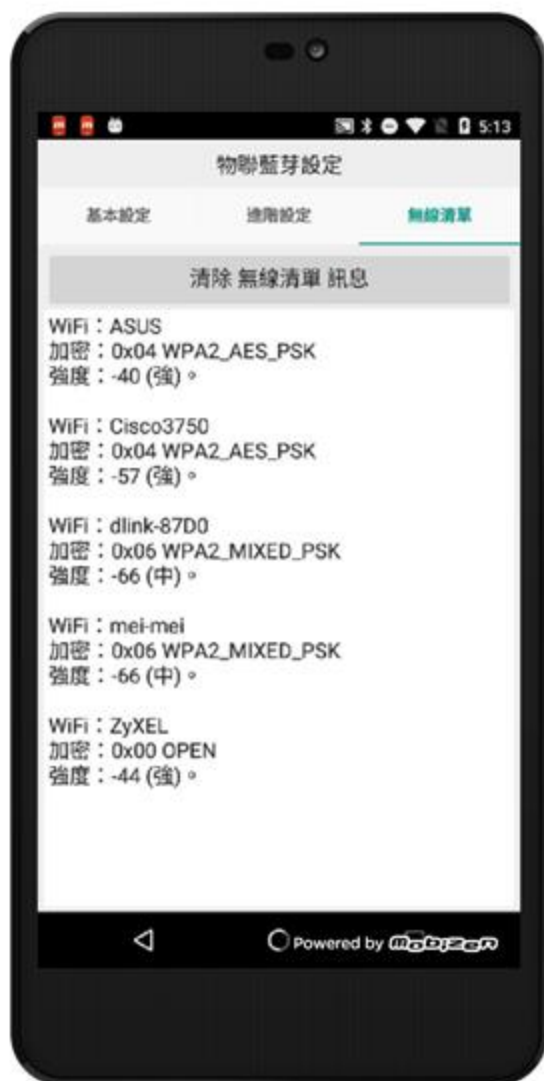 5:13
物聯藍芽設定
基本設定 進階設定 無線清單
清除 無線清單 訊息
WiFi：ASUS
加密：0x04 WPA2_AES_PSK
強度：-40 (強)。
WiFi：Cisco3750
加密：0x04 WPA2_AES_PSK
強度：-57 (強)。
WiFi：dlink-87D0
加密：0x06 WPA2_MIXED_PSK
強度：-66 (中)。
WiFi：mei-mei
加密：0x06 WPA2_MIXED_PSK
強度：-66 (中)。
WiFi：ZyXEL
加密：0x00 OPEN
強度：-44 (強)。
Powered by mobizen